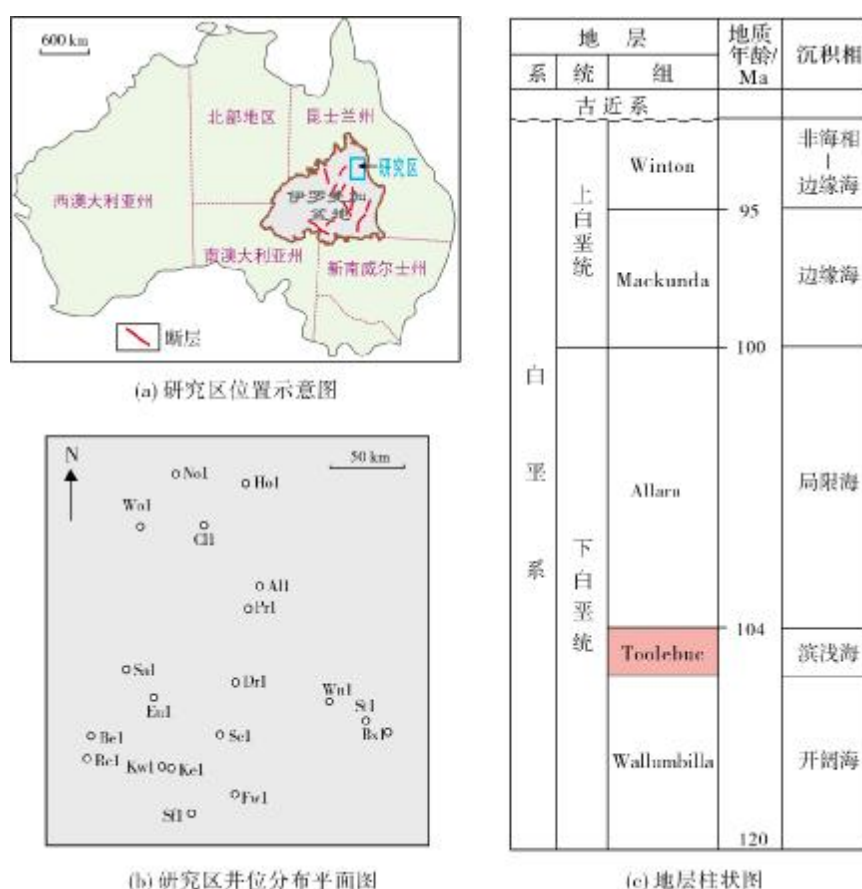 600 km
北部地区
昆士兰州
研究区
西澳大利亚州
伊罗曼加
盆地
南澳大利亚州
新南威尔士州
断层
(a) 研究区位置示意图
N
50 km
No1
Ho1
Wo1
Cl1
Al1
Pr1
Sa1
Dr1
Eu1
Wn1
St1
Bx1
Be1
Se1
Rc1
Kw1
Ke1
Fw1
Sf1
(b) 研究区井位分布平面图
地 层
地质
年龄/
Ma
沉积相
系
统
组
古近系
白垩系
上白垩统
Winton
非海相
|
边缘海
95
Mackunda
边缘海
100
下白垩统
Allaru
局限海
104
Toolebuc
滨浅海
Wallumbilla
开阔海
120
(c) 地层柱状图